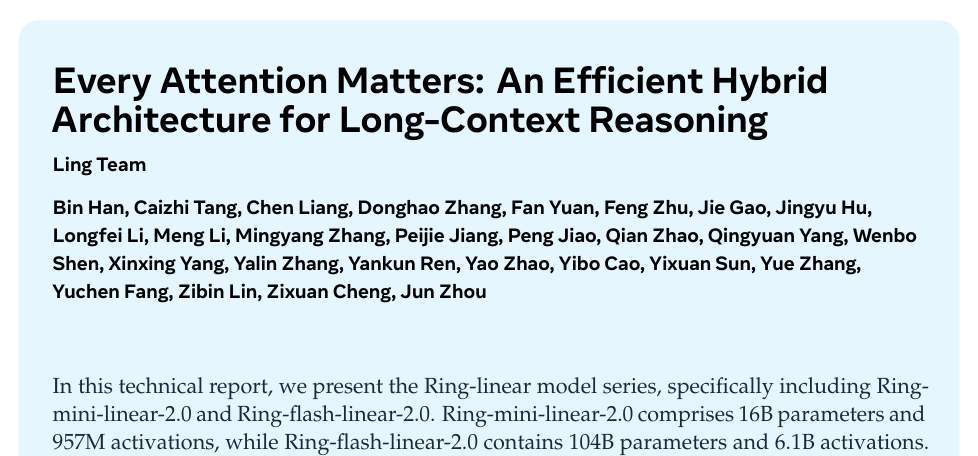 Every Attention Matters: An Efficient Hybrid
Architecture for Long-Context Reasoning
Ling Team
Bin Han, Caizhi Tang, Chen Liang, Donghao Zhang, Fan Yuan, Feng Zhu, Jie Gao, Jingyu Hu,
Longfei Li, Meng Li, Mingyang Zhang, Peijie Jiang, Peng Jiao, Qian Zhao, Qingyuan Yang, Wenbo
Shen, Xinxing Yang, Yalin Zhang, Yankun Ren, Yao Zhao, Yibo Cao, Yixuan Sun, Yue Zhang,
Yuchen Fang, Zibin Lin, Zixuan Cheng, Jun Zhou
In this technical report, we present the Ring-linear model series, specifically including Ring-
mini-linear-2.0 and Ring-flash-linear-2.0. Ring-mini-linear-2.0 comprises 16B parameters and
957M activations, while Ring-flash-linear-2.0 contains 104B parameters and 6.1B activations.